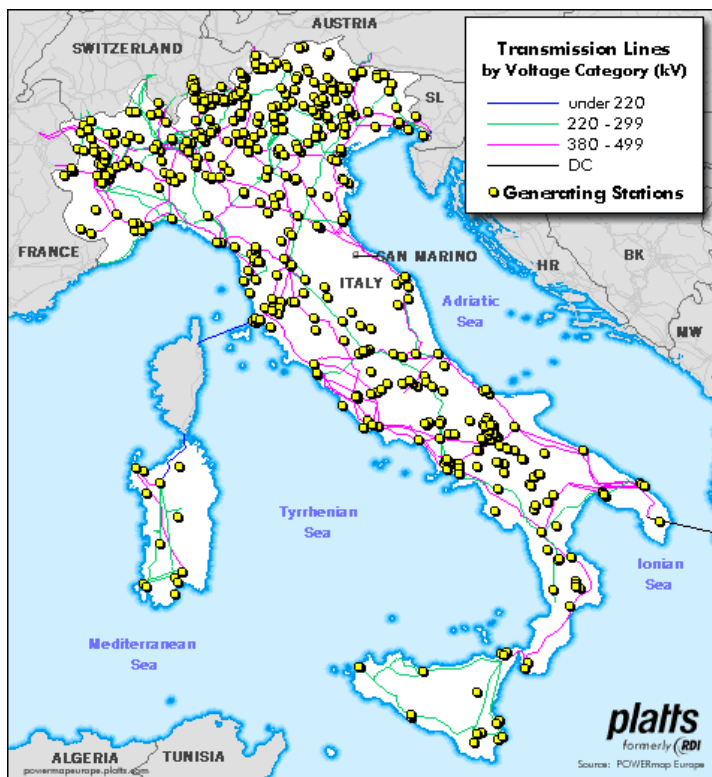 AUSTRIA
SWITZERLAND
Transmission Lines
by Voltage Category (kV)
under 220
220 - 299
380 - 499
DC
Generating Stations
SL
FRANCE
SAN MARINO
ITALY
HR
BK
Adriatic
Sea
MW
Tyrrhenian
Sea
Ionian
Sea
Mediterranean
Sea
platts
formerly RDI
ALGERIA
TUNISIA
powermapeurope.platts.com
Source: POWERmap Europe